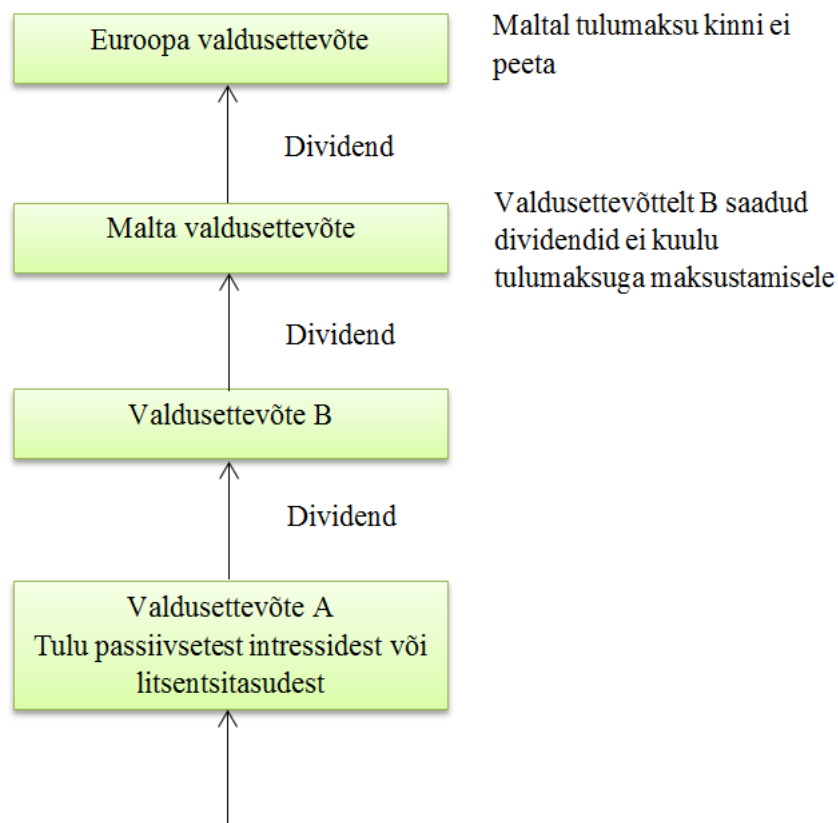 Euroopa valdusettevõte
Maltal tulumaksu kinni ei
peeta
Dividend
Malta valdusettevõte
Valdusettevõttelt B saadud
dividendid ei kuulu
tulumaksuga maksustamisele
Dividend
Valdusettevõte B
Dividend
Valdusettevõte A
Tulu passiivsetest intressidest või
litsentsitasudest